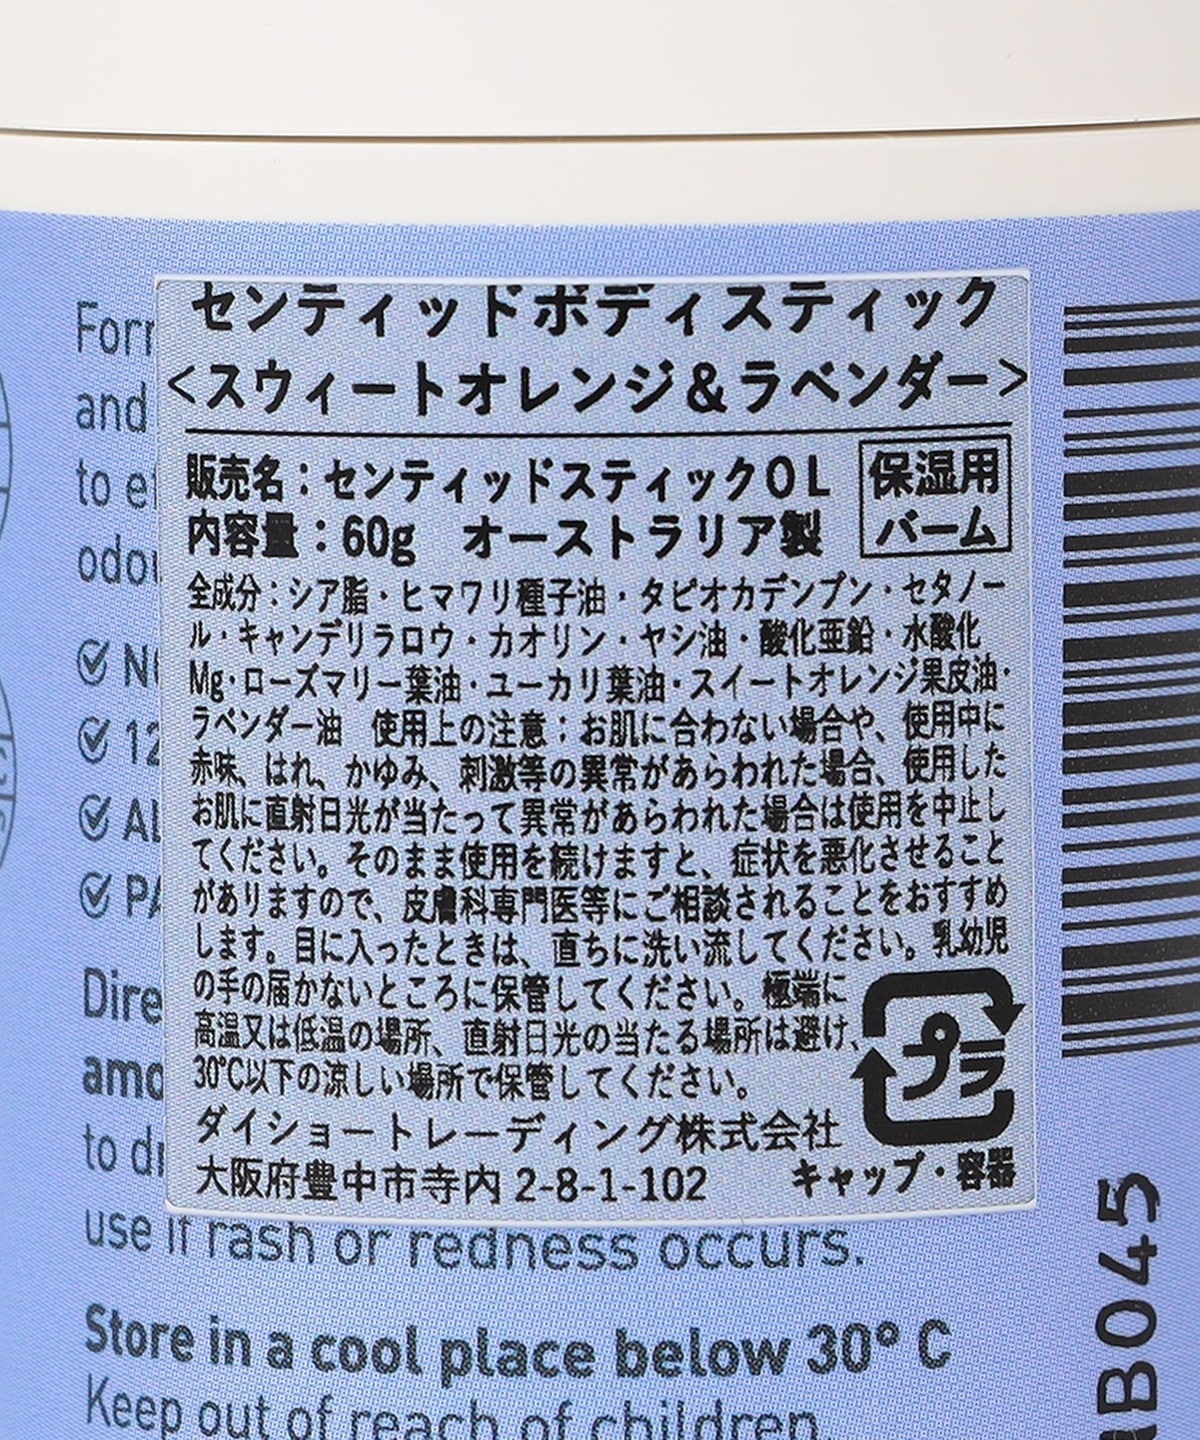 センティッドボディスティック
<スウィートオレンジ&ラベンダー>
販売名：センティッドスティックOL
保湿用
バーム
内容量：60g オーストラリア製
全成分：シア脂・ヒマワリ種子油・タピオカデンプン・セタノー
ル・キャンデリラロウ・カオリン・ヤシ油・酸化亜鉛・水酸化
Mg・ローズマリー葉油・ユーカリ葉油・スイートオレンジ果皮油・
ラベンダー油 使用上の注意；お肌に合わない場合や、使用中に
赤味、はれ、かゆみ、刺激等の異常があらわれた場合、使用した
お肌に直射日光が当たって異常があらわれた場合は使用を中止し
てください。そのまま使用を続けますと、症状を悪化させること
がありますので、皮膚科専門医等にご相談されることをおすすめ
します。目に入ったときは、直ちに洗い流してください。乳幼児
の手の届かないところに保管してください。極端に
高温又は低温の場所、直射日光の当たる場所は避け、
30℃以下の涼しい場所で保管してください。
プラ
ダイショートレーディング株式会社
大阪府豊中市寺内 2-8-1-102
キャップ・容器
and
to
Dire
to
use if rash or redness occurs.
Store in a cool place below 30° C
Keep out of reach of children.
B045